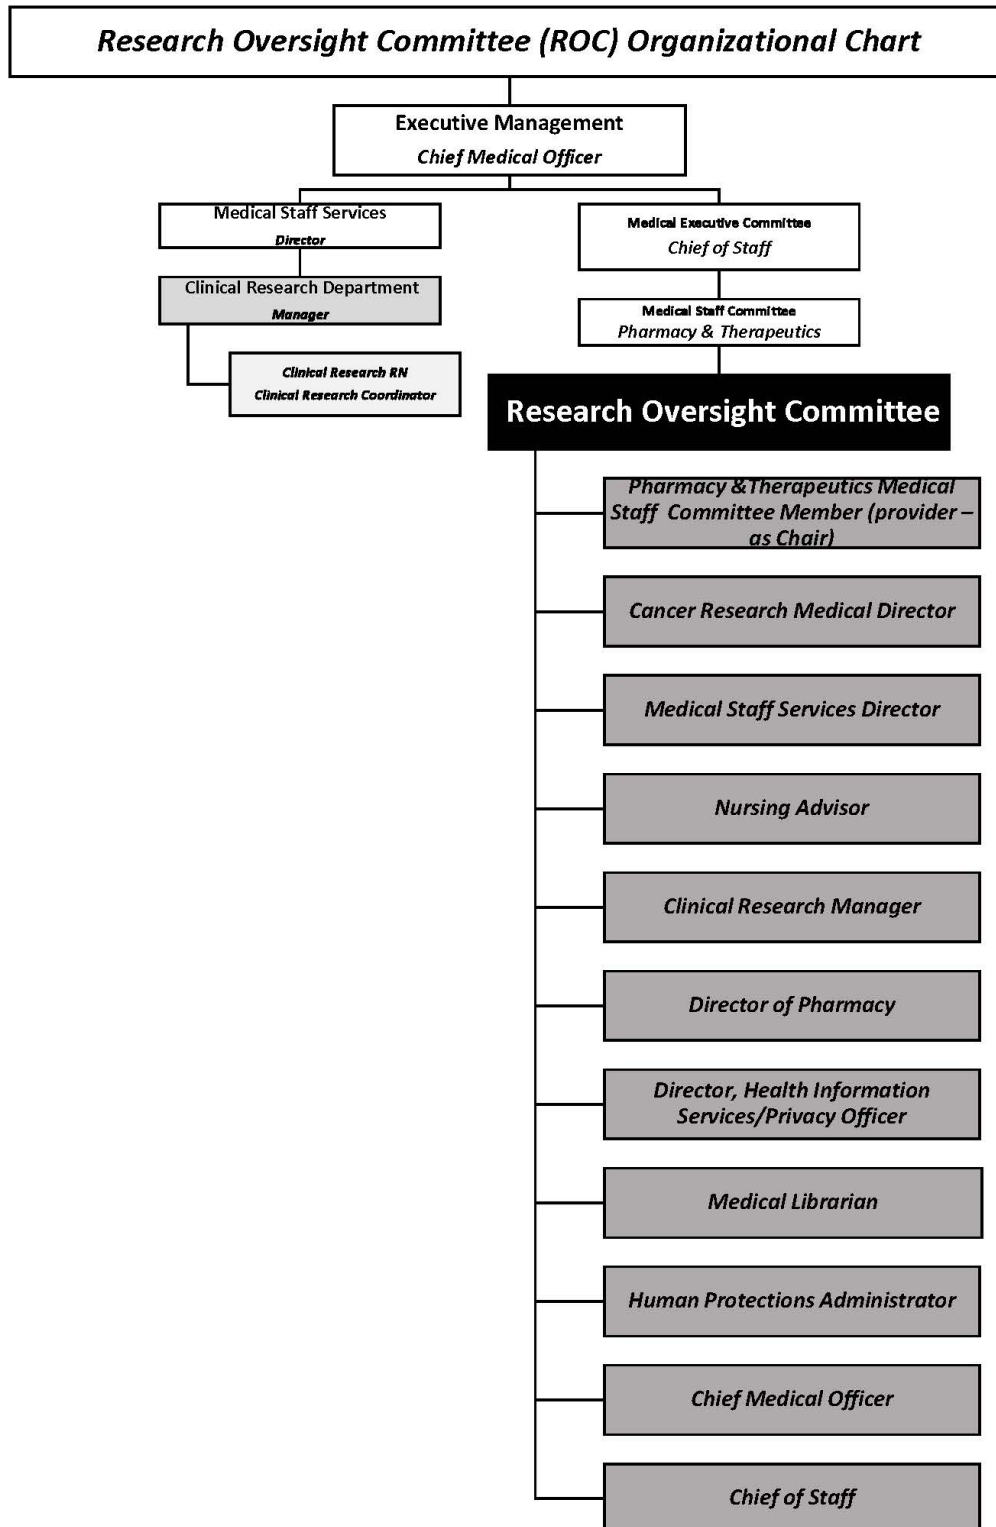 Research Oversight Committee (ROC) Organizational Chart
Executive Management
Chief Medical Officer
Medical Staff Services
Director
Clinical Research Department
Manager
Clinical Research RN
Clinical Research Coordinator
Medical Executive Committee
Chief of Staff
Medical Staff Committee
Pharmacy & Therapeutics
Research Oversight Committee
Pharmacy &Therapeutics Medical
Staff Committee Member (provider –
as Chair)
Cancer Research Medical Director
Medical Staff Services Director
Nursing Advisor
Clinical Research Manager
Director of Pharmacy
Director, Health Information
Services/Privacy Officer
Medical Librarian
Human Protections Administrator
Chief Medical Officer
Chief of Staff